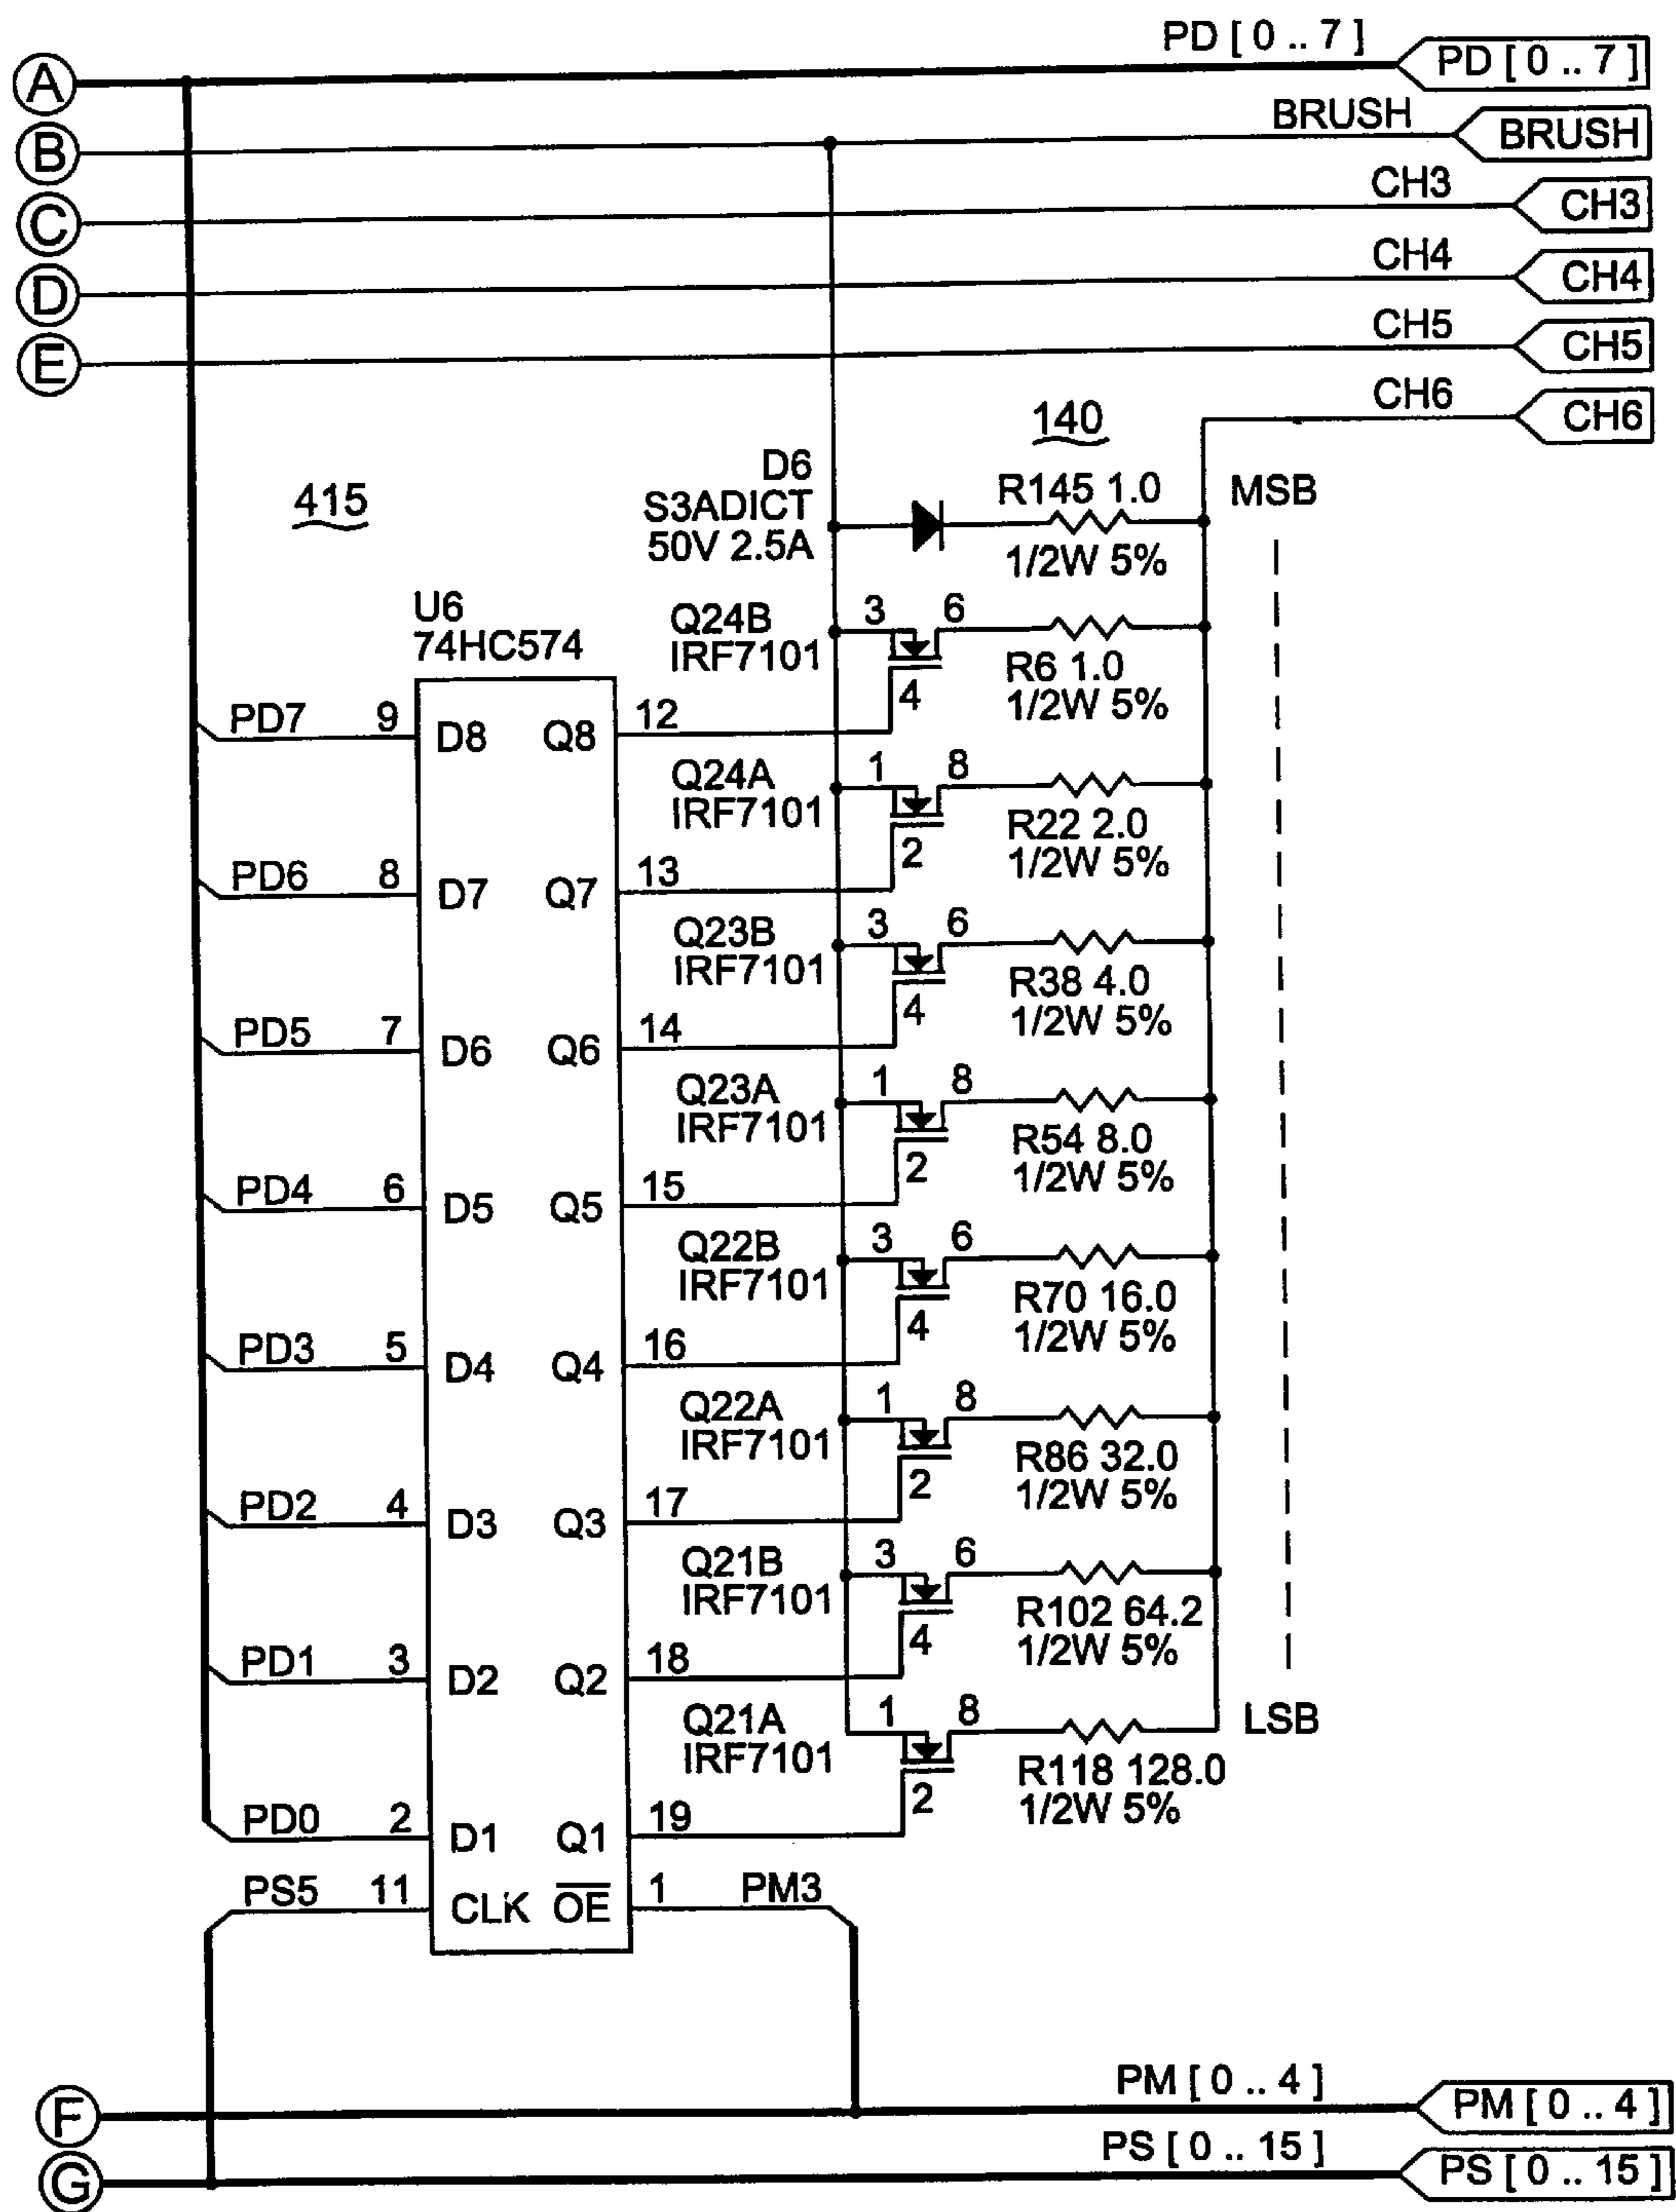 PD [ 0 .. 7 ]
A
PD [ 0 .. 7 ]
BRUSH
B
BRUSH
CH3
C
CH3
CH4
D
CH4
CH5
E
CH5
CH6
CH6
140
D6
S3ADICT
50V 2.5A
R145 1.0
1/2W 5%
MSB
415
U6
74HC574
Q24B
IRF7101
3
6
4
R6 1.0
1/2W 5%
PD7
9
D8
Q8
12
Q24A
IRF7101
1
8
2
R22 2.0
1/2W 5%
PD6
8
D7
Q7
13
Q23B
IRF7101
3
6
4
R38 4.0
1/2W 5%
PD5
7
D6
Q6
14
Q23A
IRF7101
1
8
2
R54 8.0
1/2W 5%
PD4
6
D5
Q5
15
Q22B
IRF7101
3
6
4
R70 16.0
1/2W 5%
PD3
5
D4
Q4
16
Q22A
IRF7101
1
8
2
R86 32.0
1/2W 5%
PD2
4
D3
Q3
17
Q21B
IRF7101
3
6
4
R102 64.2
1/2W 5%
PD1
3
D2
Q2
18
Q21A
IRF7101
1
8
2
LSB
R118 128.0
1/2W 5%
PD0
2
D1
Q1
19
PS5
11
CLK
OE
1
PM3
PM [ 0 .. 4 ]
F
PM [ 0 .. 4 ]
PS [ 0 .. 15 ]
G
PS [ 0 .. 15 ]